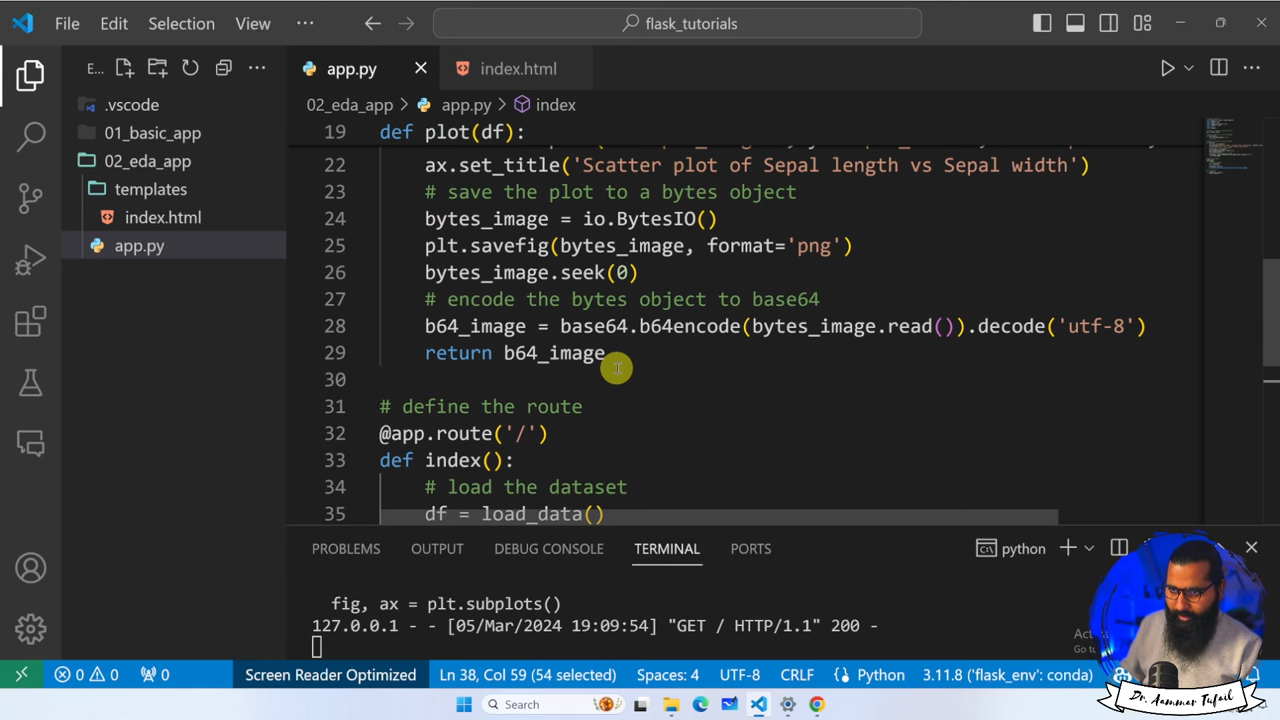 File Edit Selection View ··· flask_tutorials
E... app.py index.html
.vscode
01_basic_app
02_eda_app
templates
index.html
app.py
02_eda_app > app.py > index
19 def plot(df):
22 ax.set_title('Scatter plot of Sepal length vs Sepal width')
23 # save the plot to a bytes object
24 bytes_image = io.BytesIO()
25 plt.savefig(bytes_image, format='png')
26 bytes_image.seek(0)
27 # encode the bytes object to base64
28 b64_image = base64.b64encode(bytes_image.read()).decode('utf-8')
29 return b64_image
30
31 # define the route
32 @app.route('/')
33 def index():
34 # load the dataset
35 df = load_data()
PROBLEMS OUTPUT DEBUG CONSOLE TERMINAL PORTS python
fig, ax = plt.subplots()
127.0.0.1 - - [05/Mar/2024 19:09:54] "GET / HTTP/1.1" 200 -
0 0 0 Screen Reader Optimized Ln 38, Col 59 (54 selected) Spaces: 4 UTF-8 CRLF Python 3.11.8 ('flask_env': conda)
Dr. Aammar Tufail
Search